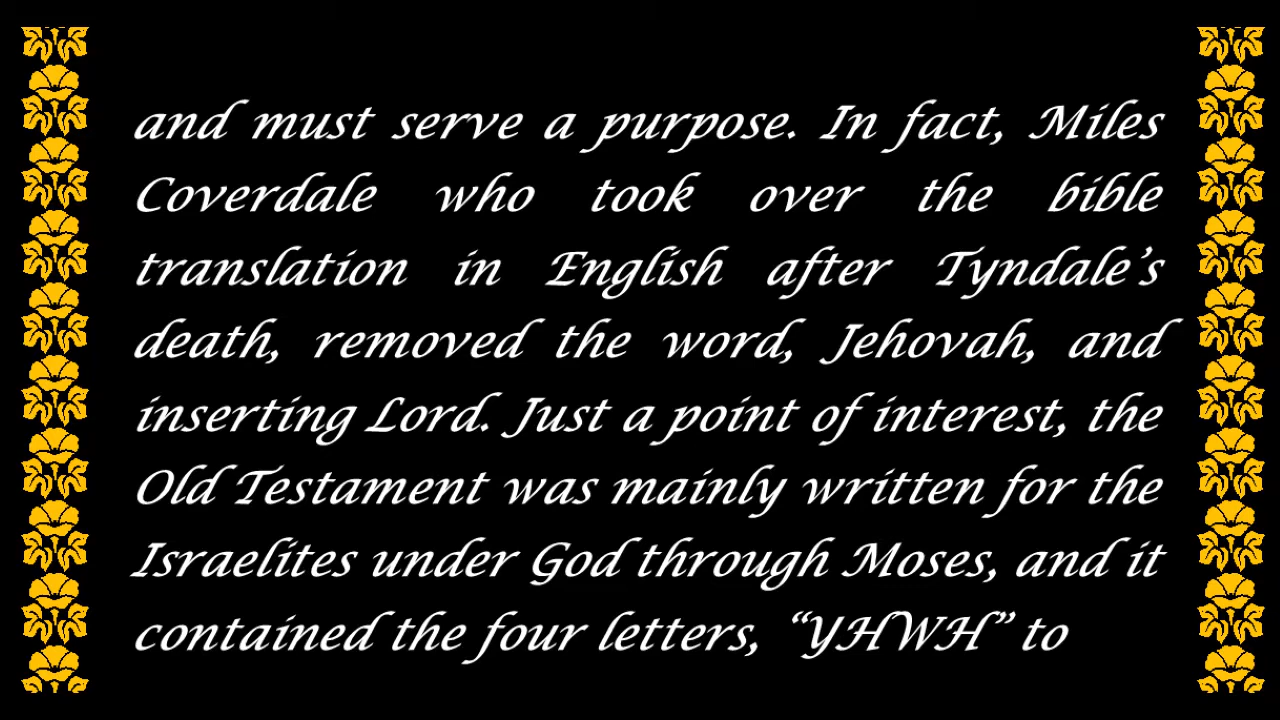 and must serve a purpose. In fact, Miles
Coverdale who took over the bible
translation in English after Tyndale’s
death, removed the word, Jehovah, and
inserting Lord. Just a point of interest, the
Old Testament was mainly written for the
Israelites under God through Moses, and it
contained the four letters, “YHWH” to